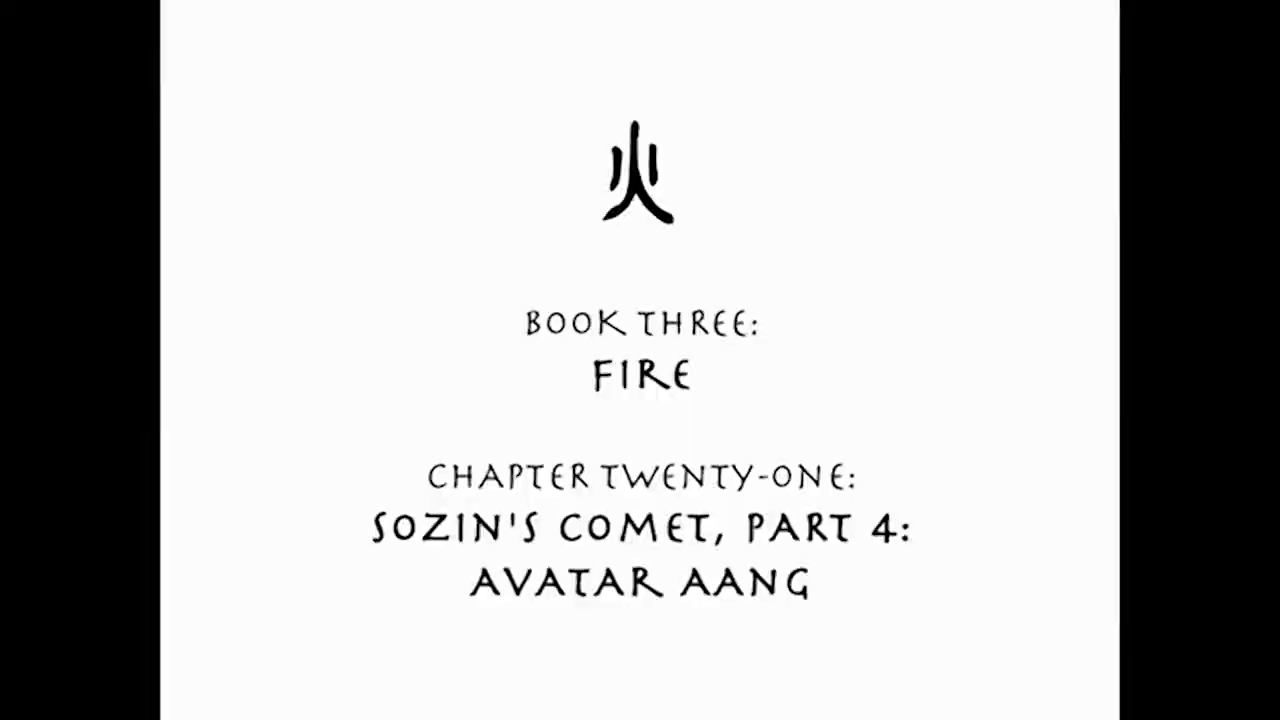 火
BOOK THREE:
FIRE
CHAPTER TWENTY-ONE:
SOZIN'S COMET, PART 4:
AVATAR AANG